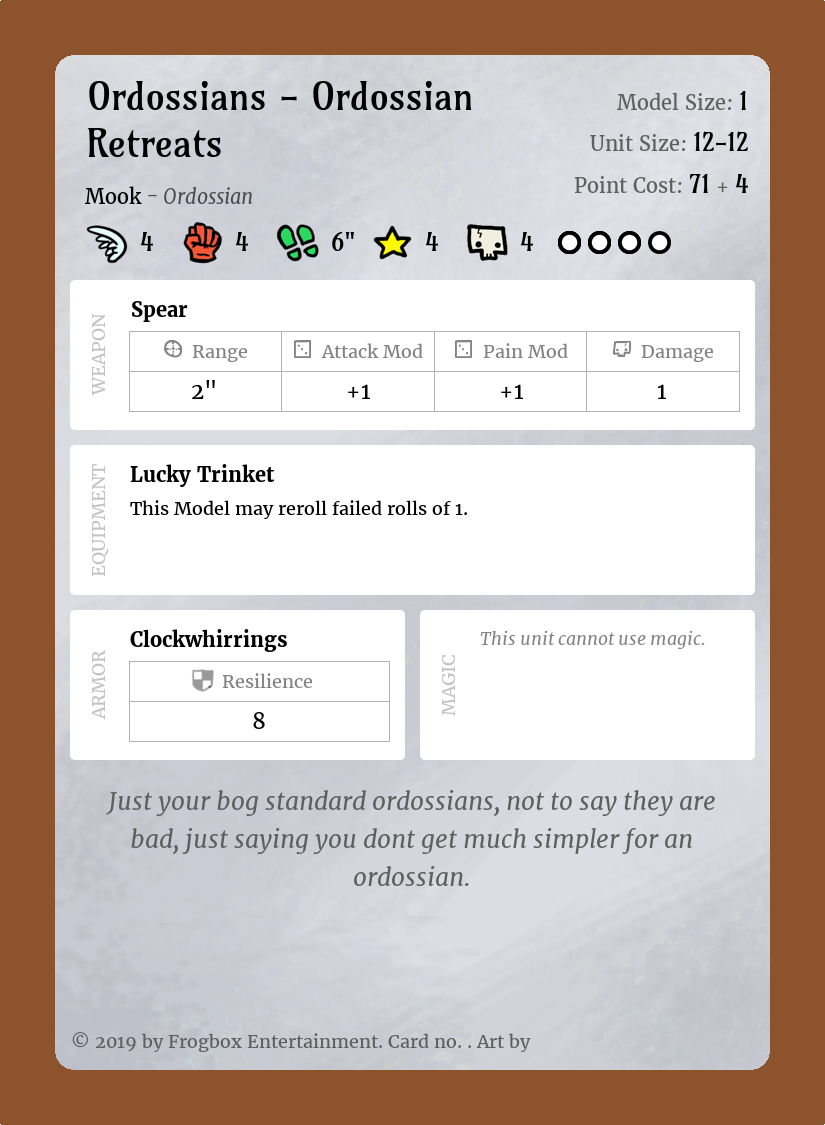 Ordossians – Ordossian
Retreats
Model Size: 1
Unit Size: 12–12
Point Cost: 71 + 4
Mook – Ordossian
4 4 6" 4 4
WEAPON
Spear
Range Attack Mod Pain Mod Damage
2" +1 +1 1
EQUIPMENT
Lucky Trinket
This Model may reroll failed rolls of 1.
ARMOR
Clockwhirrings
Resilience
8
MAGIC
This unit cannot use magic.
Just your bog standard ordossians, not to say they are
bad, just saying you dont get much simpler for an
ordossian.
© 2019 by Frogbox Entertainment. Card no. . Art by